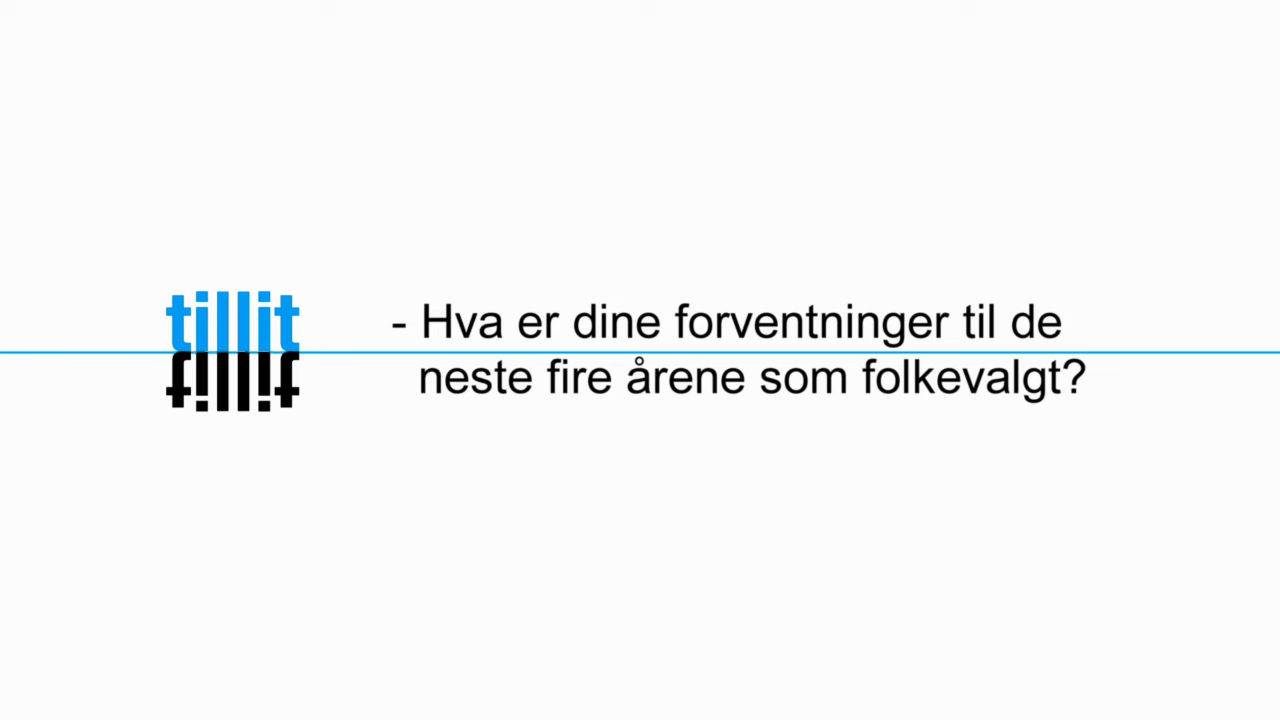 tillit
- Hva er dine forventninger til de
neste fire årene som folkevalgt?